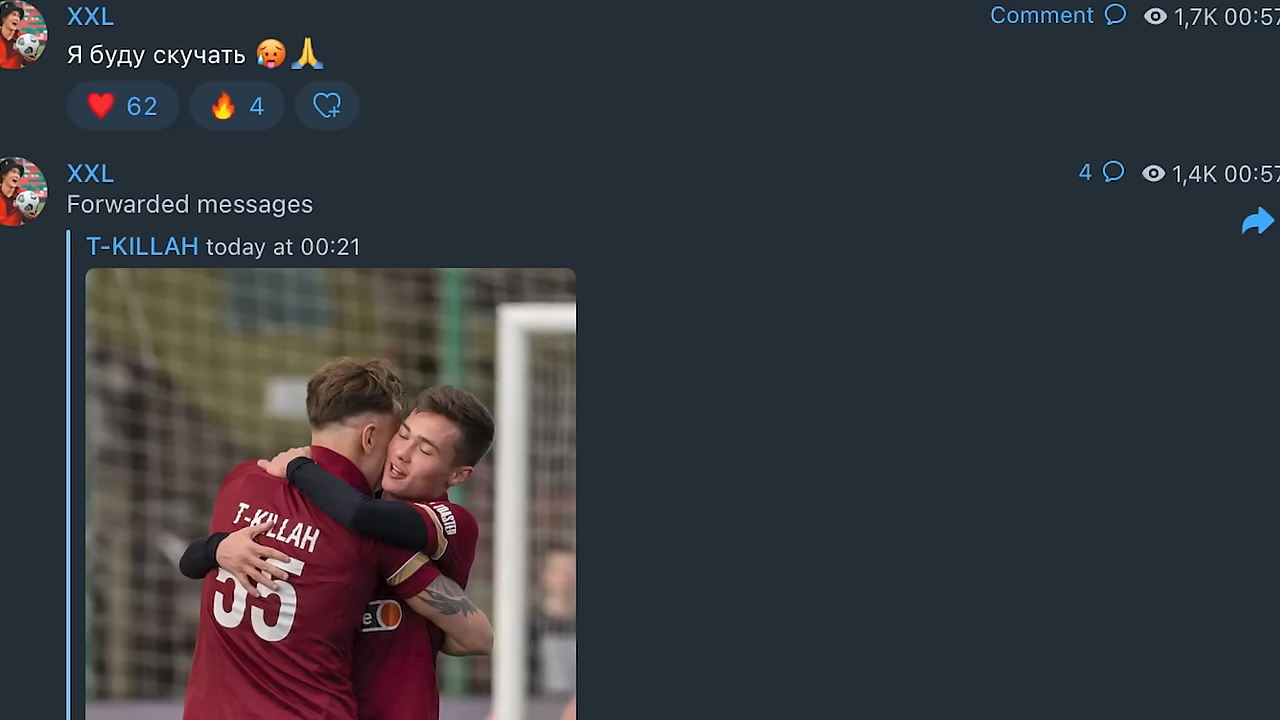 XXL
Comment 1,7K 00:57
Я буду скучать
62 4
XXL
4 1,4K 00:57
Forwarded messages
T-KILLAH today at 00:21
T-KILLAH
55
e